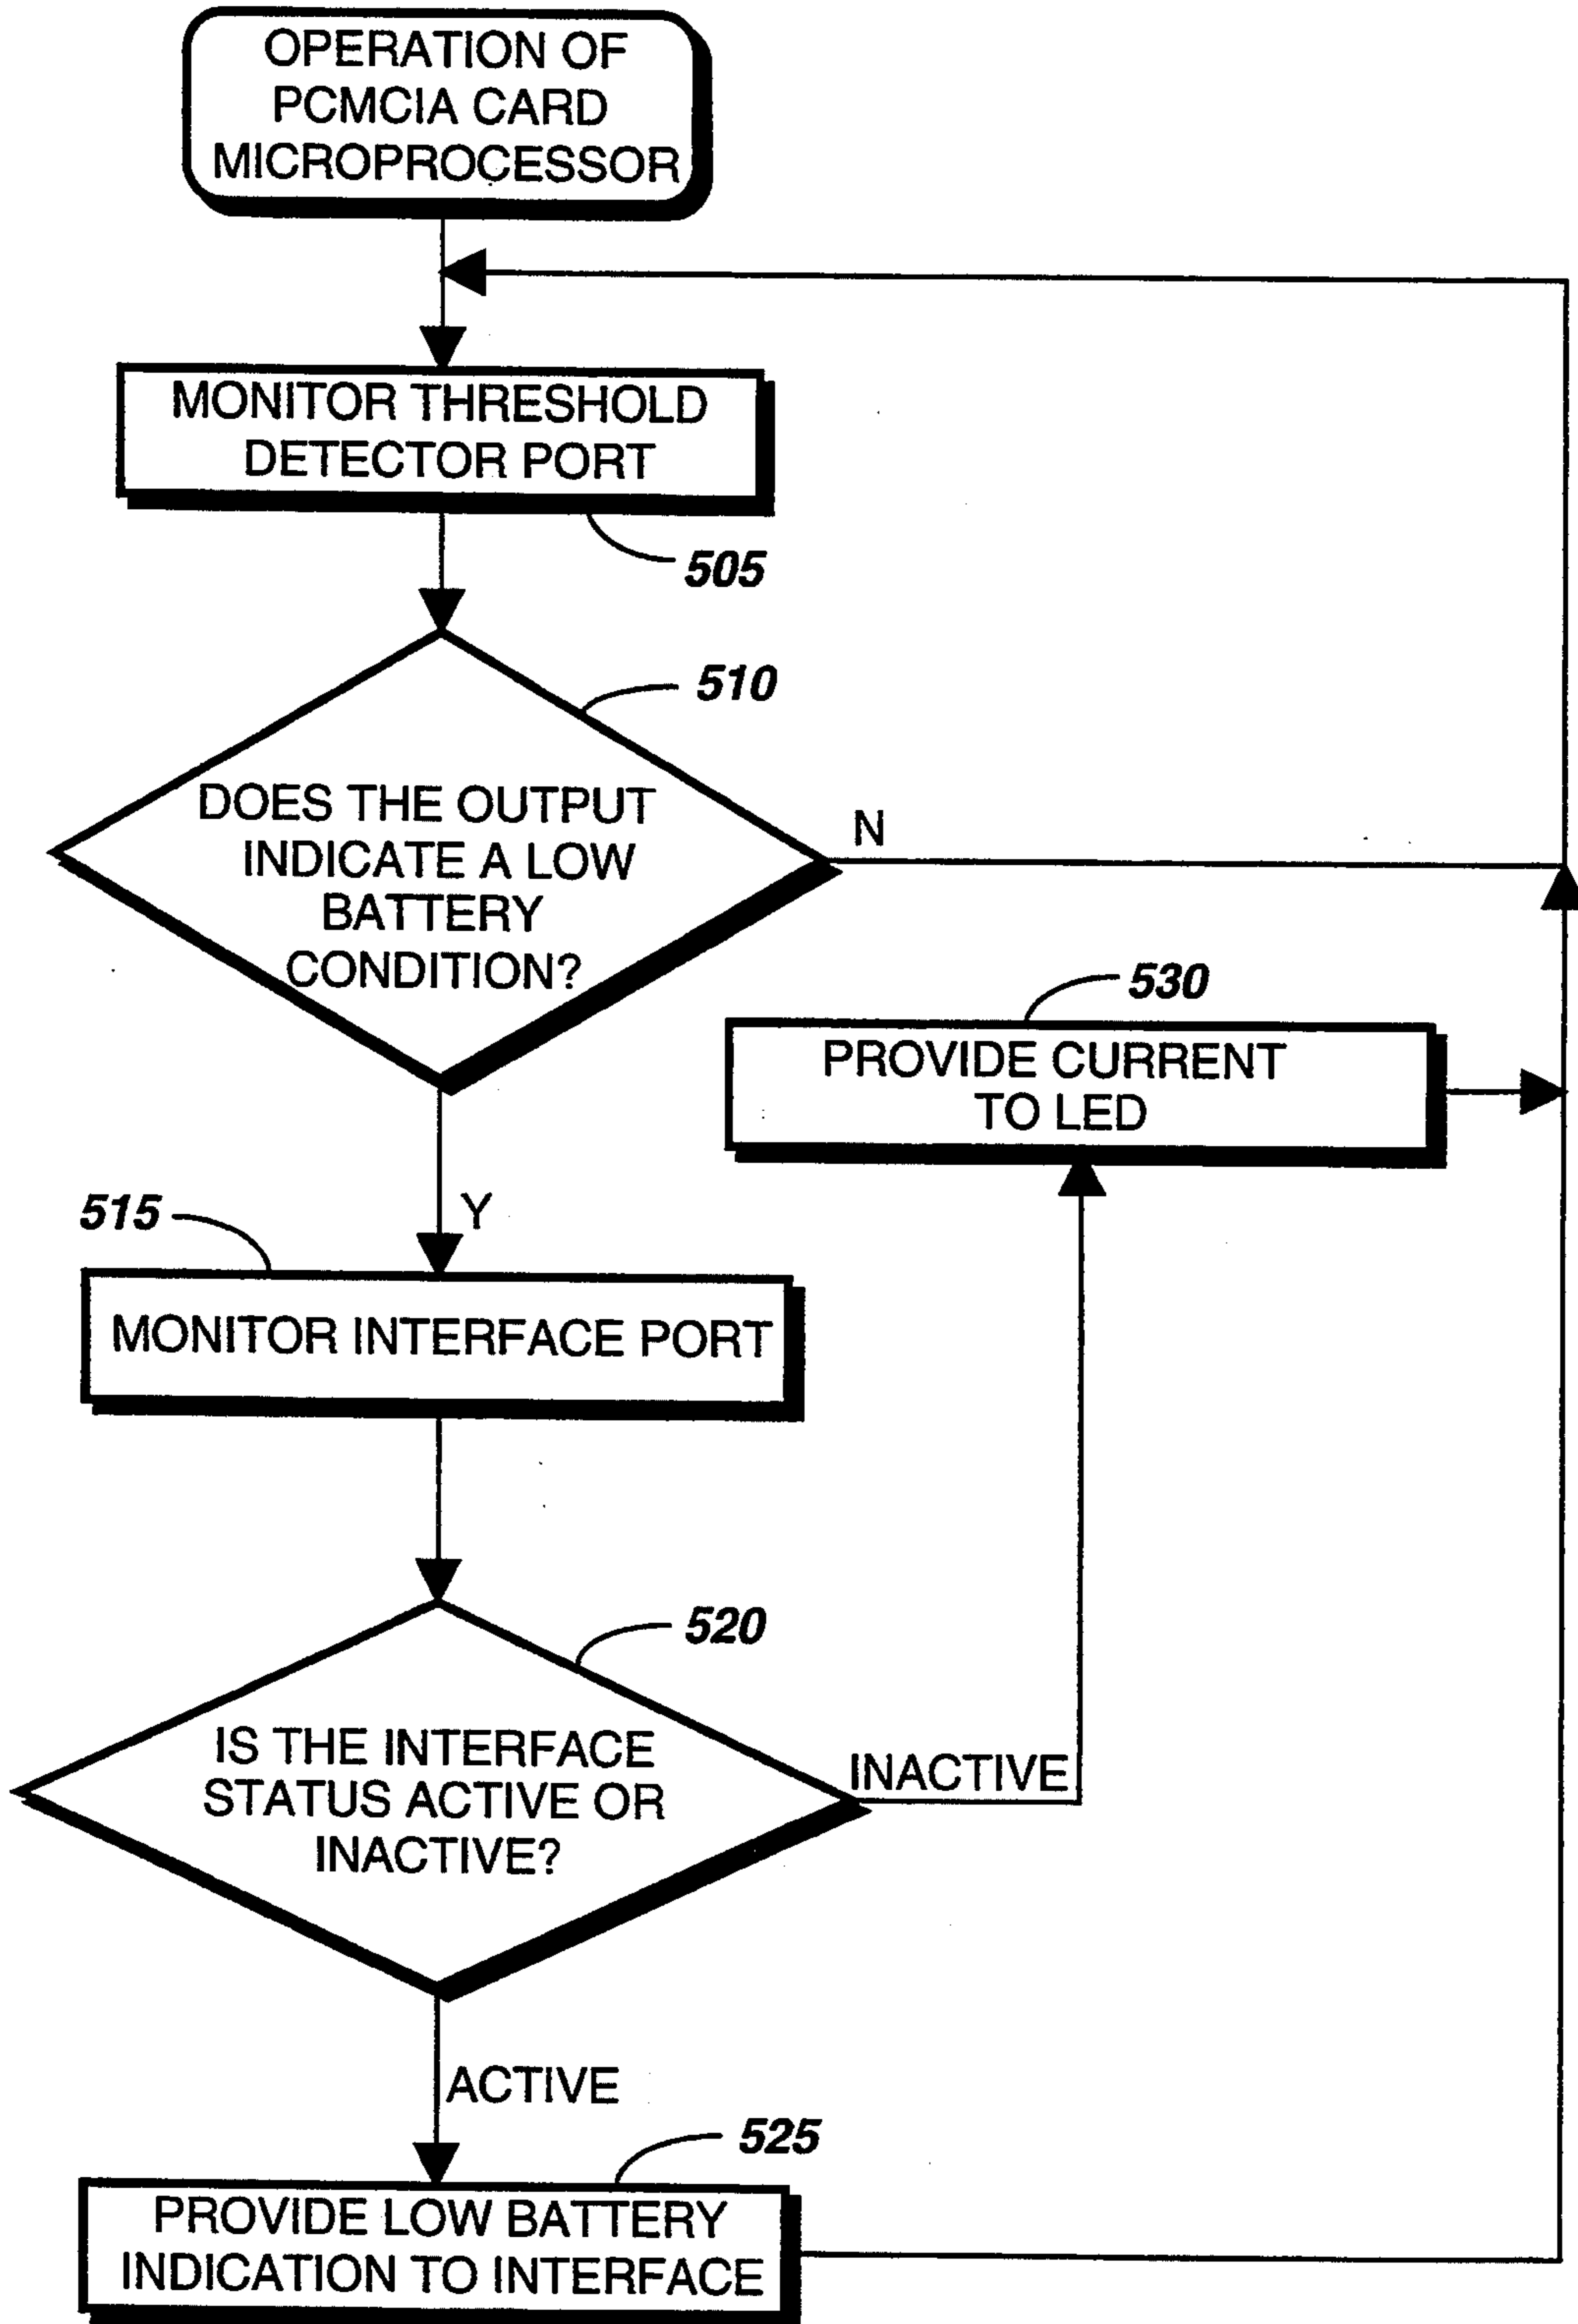 OPERATION OF
PCMCIA CARD
MICROPROCESSOR
MONITOR THRESHOLD
DETECTOR PORT
505
510
DOES THE OUTPUT
INDICATE A LOW
BATTERY
CONDITION?
N
530
PROVIDE CURRENT
TO LED
Y
515
MONITOR INTERFACE PORT
520
IS THE INTERFACE
STATUS ACTIVE OR
INACTIVE?
INACTIVE
ACTIVE
525
PROVIDE LOW BATTERY
INDICATION TO INTERFACE